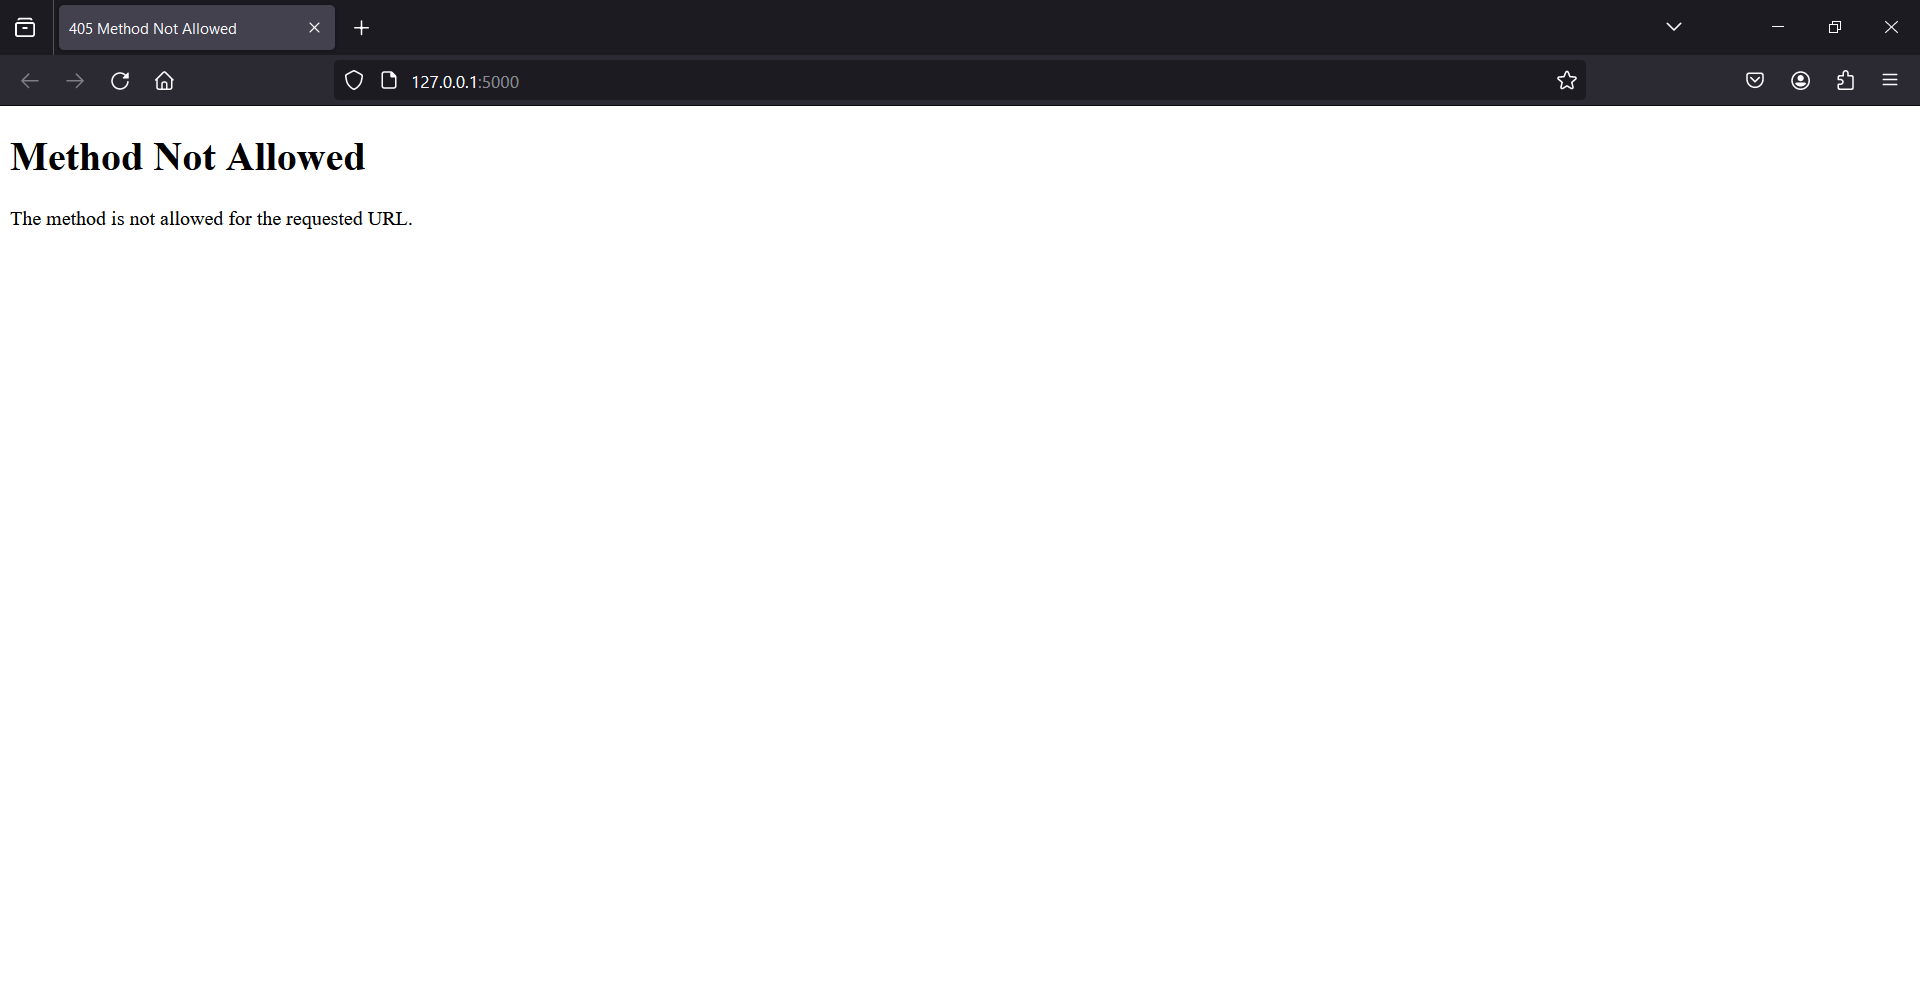 405 Method Not Allowed
127.0.0.1:5000
Method Not Allowed
The method is not allowed for the requested URL.